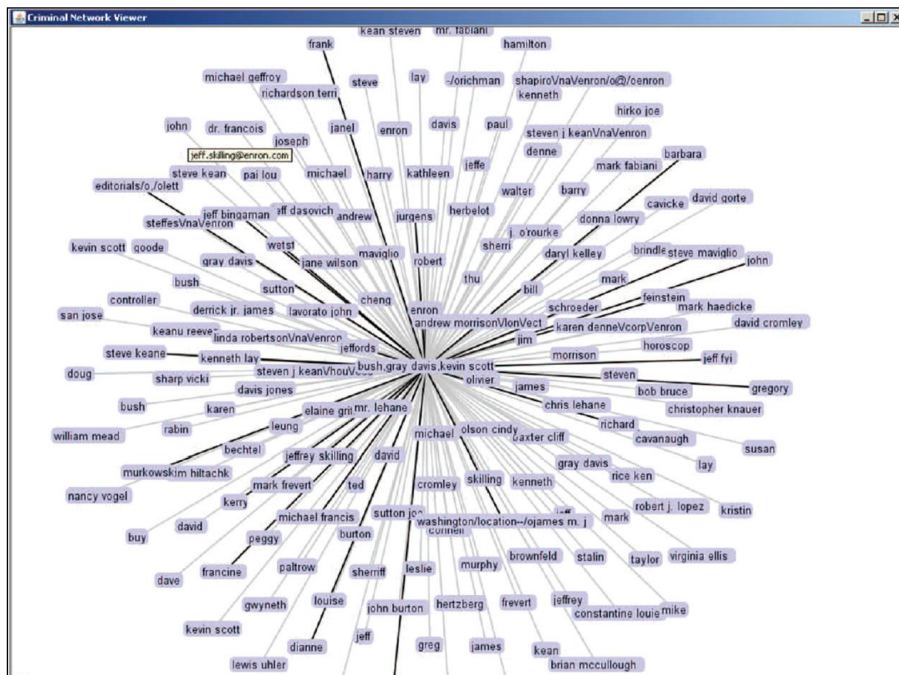 Criminal Network Viewer
kean steven
mr. fabiani
frank
hamilton
michael geffroy
steve
lay
-/orichman
shapiroVnaVenron/o@/oenron
richardson terri
kenneth
hirko joe
john
dr. francois
janel
enron
davis
paul
steven j keanVnaVenron
joseph
denne
jeff.skilling@enron.com
barbara
steve kean
pai lou
michael
harry
kathleen
jeffe
mark fabiani
editorials/o,/olett
walter
barry
cavicke
david gorte
jeff bingaman
jeff dasovich
andrew
jurgens
herbelot
donna lowry
steffesVnaVenron
j. o'rourke
kevin scott
goode
wetst
maviglio
sherri
daryl kelley
brindle
steve maviglio
gray davis
jane wilson
robert
john
bush
sutton
thu
bill
mark
feinstein
controller
cheng
derrick jr. james
lavorato john
enron
schroeder
mark haedicke
san jose
keanu reever
andrew morrisonVlonVect
karen denneVcorpVenron
david cromley
linda robertsonVnaVenron
jeffords
jim
horoscop
steve keane
kenneth lay
morrison
jeff fyi
doug
sharp vicki
steven j keanVhouV
bush,gray davis,kevin scott
steven
olivier
gregory
davis jones
james
bob bruce
bush
karen
elaine gri
mr. lehane
chris lehane
christopher knauer
william mead
rabin
leung
richard
cavanaugh
michael
olson cindy
baxter cliff
susan
bechtel
jeffrey skilling
david
gray davis
lay
murkowskim hiltachk
rice ken
nancy vogel
mark frevert
ted
cromley
skilling
kenneth
kerry
robert j. lopez
kristin
buy
david
michael francis
sutton joe
washington/location--/ojames m. j
mark
peggy
burton
connell
dave
francine
paltrow
sherriff
leslie
murphy
brownfeld
stalin
taylor
virginia ellis
gwyneth
louise
john burton
hertzberg
frevert
jeffrey
constantine louie
mike
kevin scott
dianne
jeff
greg
james
kean
lewis uhler
brian mccullough